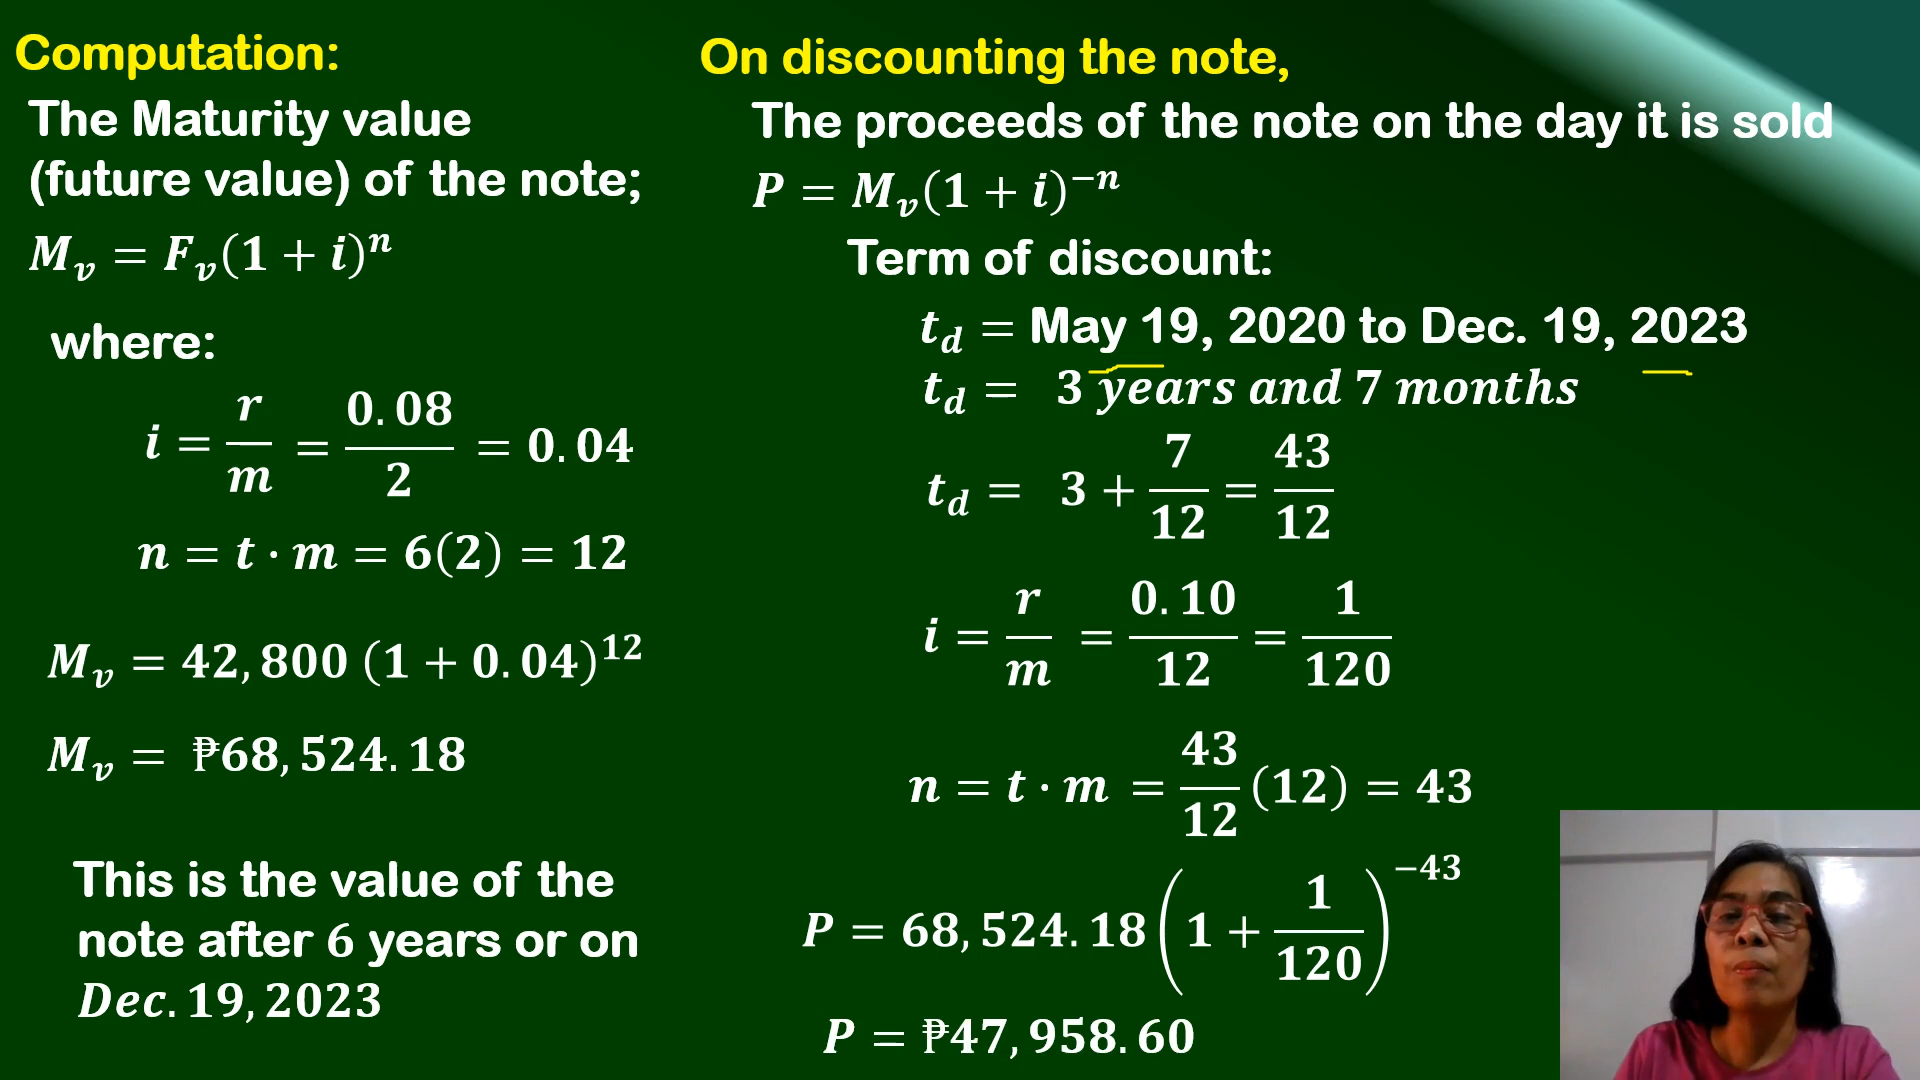 Computation:
The Maturity value
(future value) of the note;
M_v = F_v(1 + i)^n
where:
i = r/m = 0.08/2 = 0.04
n = t · m = 6(2) = 12
M_v = 42,800 (1 + 0.04)^12
M_v = ₱68,524.18
This is the value of the
note after 6 years or on
Dec. 19, 2023
On discounting the note,
The proceeds of the note on the day it is sold
P = M_v(1 + i)^−n
Term of discount:
t_d = May 19, 2020 to Dec. 19, 2023
t_d = 3 years and 7 months
t_d = 3 + 7/12 = 43/12
i = r/m = 0.10/12 = 1/120
n = t · m = 43/12 (12) = 43
P = 68,524.18(1 + 1/120)^−43
P = ₱47,958.60